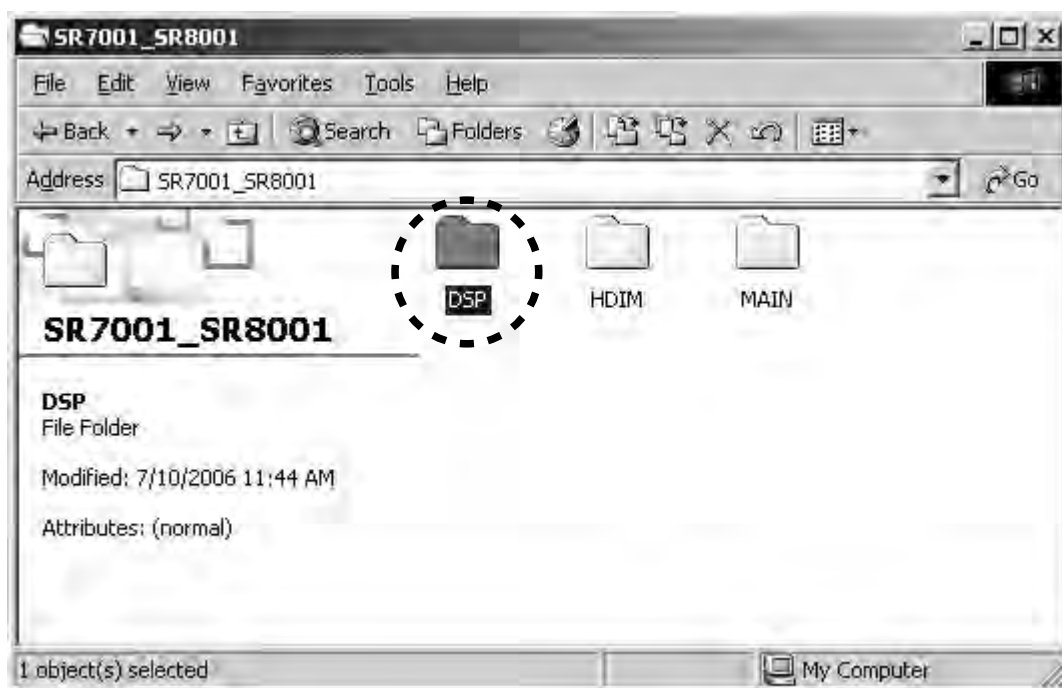 SR7001_SR8001
File Edit View Favorites Tools Help
Back Search Folders
Address SR7001_SR8001 Go
DSP HDIM MAIN
SR7001_SR8001
DSP
File Folder
Modified: 7/10/2006 11:44 AM
Attributes: (normal)
1 object(s) selected My Computer